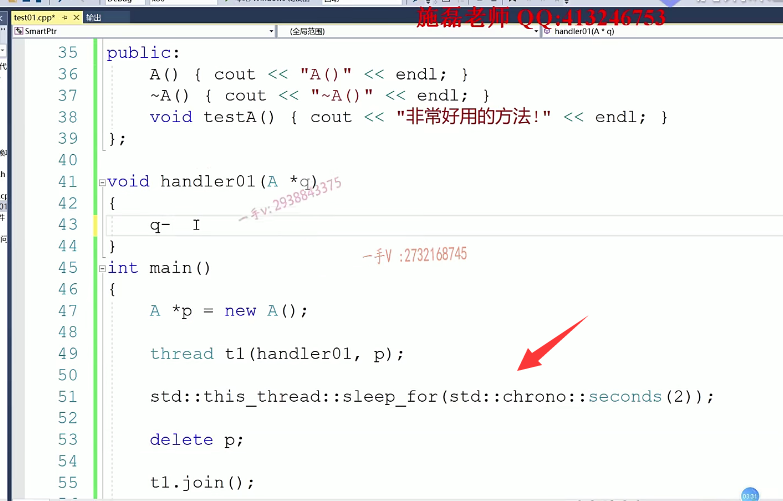 施磊老师 QQ:413246753
test01.cpp* 输出
SmartPtr (全局范围) handler01(A * q)
35 public:
36 A() { cout << "A()" << endl; }
37 ~A() { cout << "~A()" << endl; }
38 void testA() { cout << "非常好用的方法!" << endl; }
39 };
40
41 void handler01(A *q)
42 {
一手v: 2938843375
43 q-
44 }
一手V :2732168745
45 int main()
46 {
47 A *p = new A();
48
49 thread t1(handler01, p);
50
51 std::this_thread::sleep_for(std::chrono::seconds(2));
52
53 delete p;
54
55 t1.join();